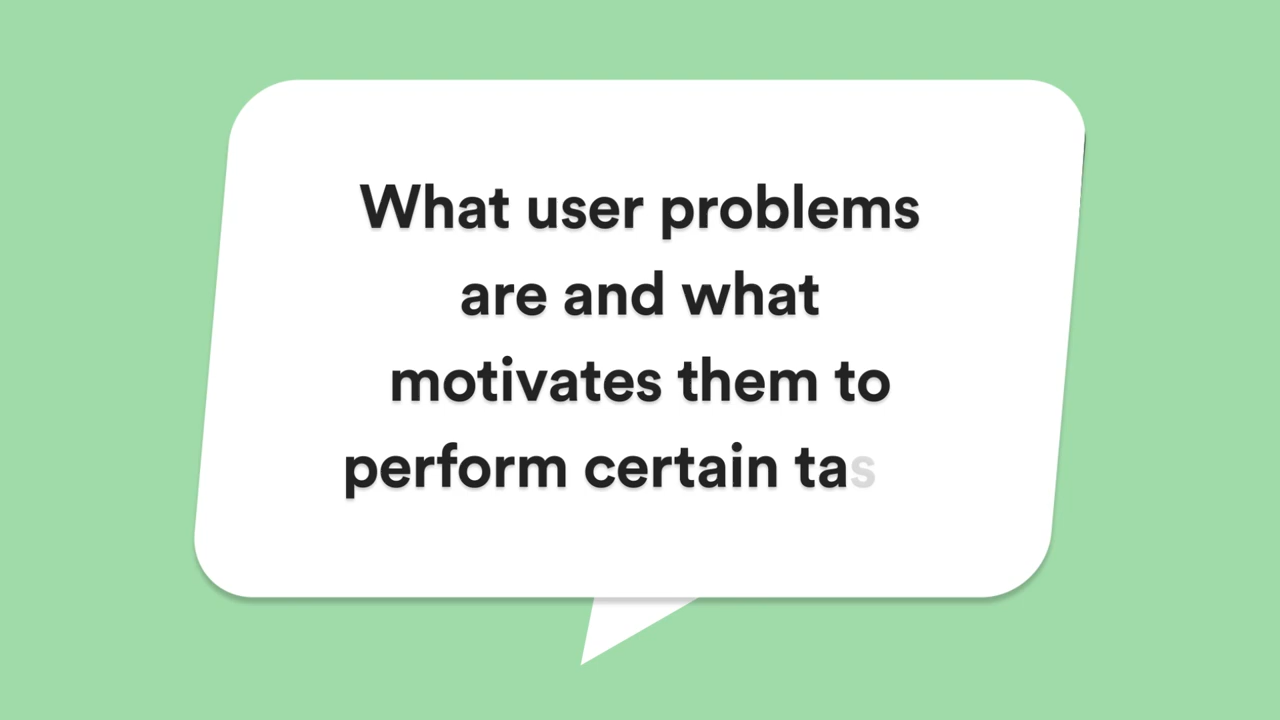 What user problems
are and what
motivates them to
perform certain tas